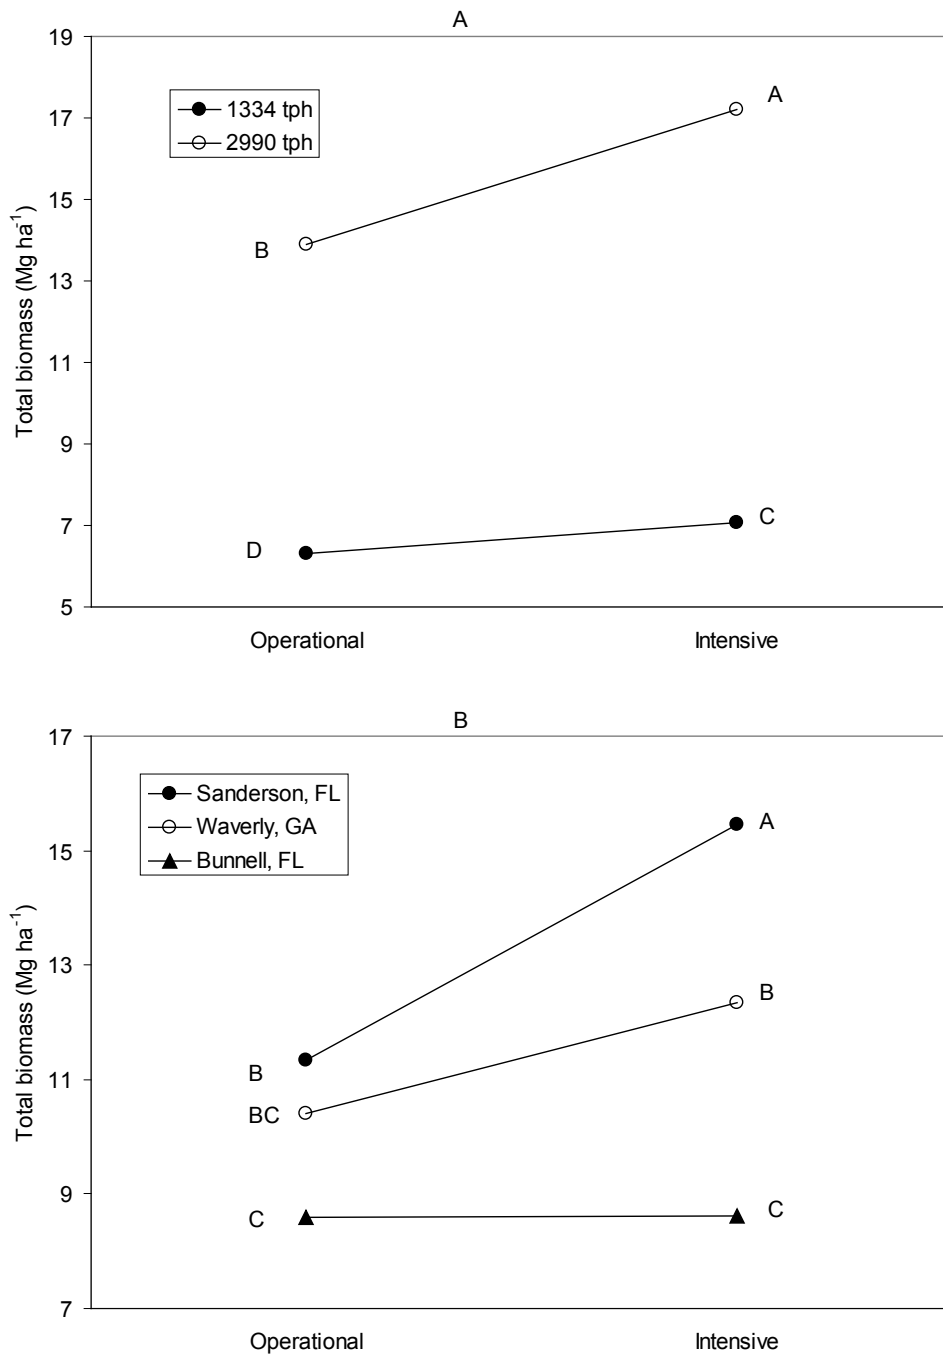 A
19
17
15
13
11
9
7
5
Total biomass (Mg ha-1)
1334 tph
2990 tph
A
B
C
D
Operational Intensive
B
17
15
13
11
9
7
Total biomass (Mg ha-1)
Sanderson, FL
Waverly, GA
Bunnell, FL
A
B
B
BC
C
C
Operational Intensive